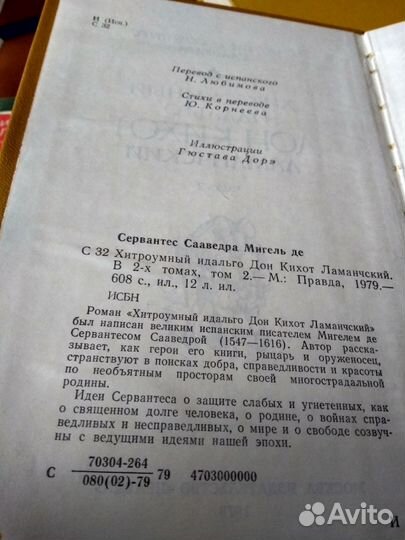 И (Исп.)
С 32
Перевод с испанского
Н. Любимова
Стихи в переводе
Ю. Корнеева
Иллюстрации
Гюстава Дорэ
Сервантес Сааведра Мигель де
С 32 Хитроумный идальго Дон Кихот Ламанчский.
В 2-х томах, том 2.— М.: Правда, 1979.—
608 с., ил., 12 л. ил.
ИСБН
Роман «Хитроумный идальго Дон Кихот Ламанчский»
был написан великим испанским писателем Мигелем де
Сервантесом Сааведрой (1547—1616). Автор расска-
зывает, как герои его книги, рыцарь и оруженосец,
странствуют в поисках добра, справедливости и красоты
по необъятным просторам своей многострадальной
родины.
Идеи Сервантеса о защите слабых и угнетенных, как
о священном долге человека, о родине, о войнах спра-
ведливых и несправедливых, о мире и о свободе созвуч-
ны с ведущими идеями нашей эпохи.
70304-264
С 79 4703000000
080(02)-79
И
Avito